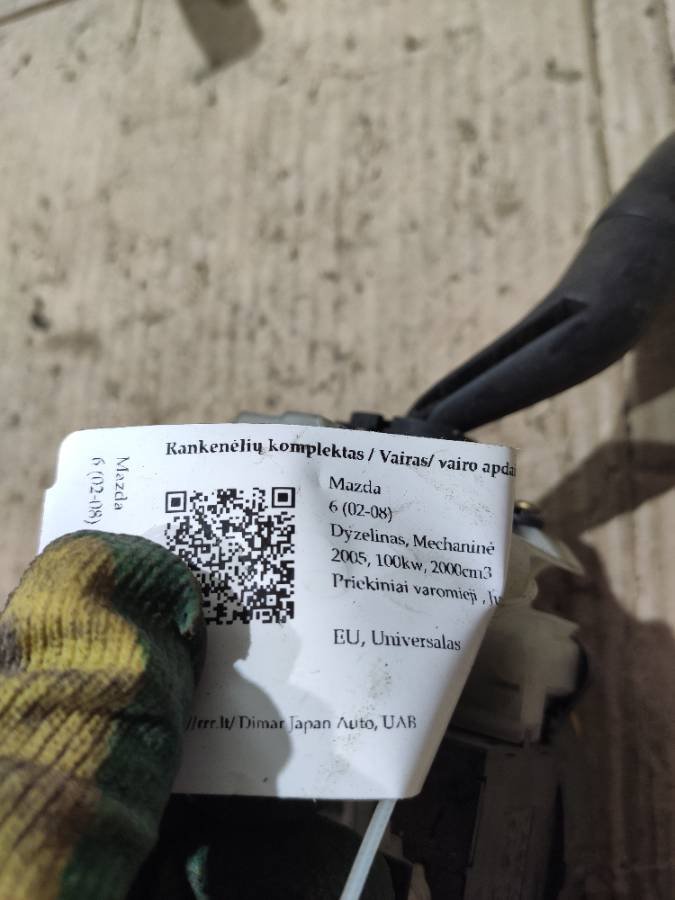 Rankenėlių komplektas / Vairas/ vairo apdai
Mazda
6 (02-08)
Mazda
6 (02-08)
Dyzelinas, Mechaninė
2005, 100kw, 2000cm3
Priekiniai varomieji ,
EU, Universalas
//rrr.lt/ Dimar Japan Auto, UAB